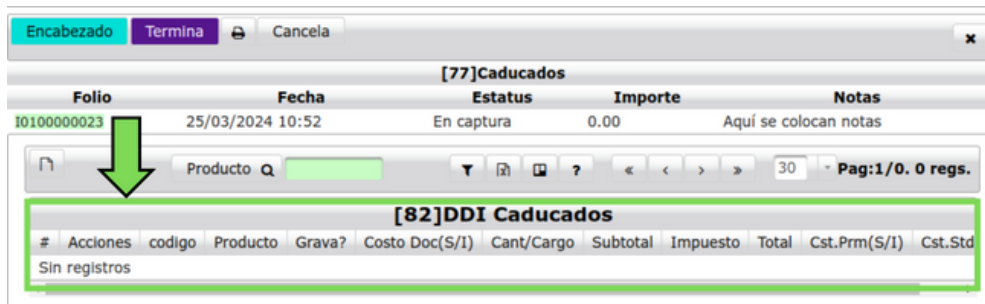 Encabezado Termina Cancela
[77]Caducados
Folio Fecha Estatus Importe Notas
I0100000023 25/03/2024 10:52 En captura 0.00 Aquí se colocan notas
Producto ? « ‹ › » 30 Pag:1/0. 0 regs.
[82]DDI Caducados
# Acciones codigo Producto Grava? Costo Doc(S/I) Cant/Cargo Subtotal Impuesto Total Cst.Prm(S/I) Cst.Std
Sin registros